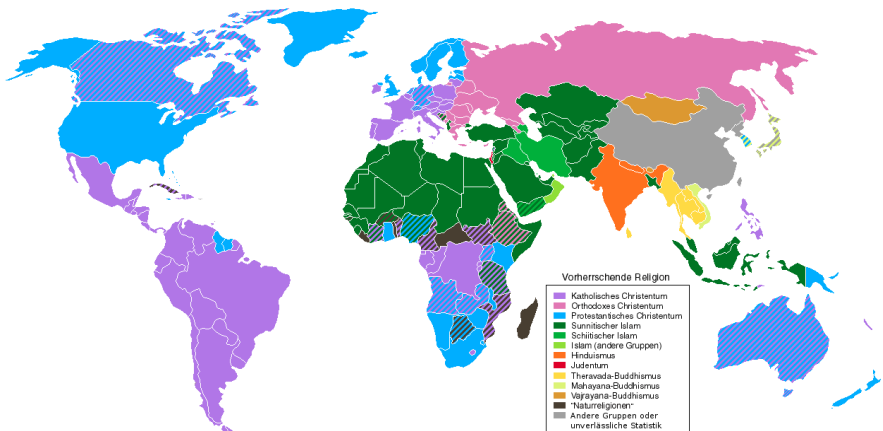 Vorherrschende Religion
Katholisches Christentum
Orthodoxes Christentum
Protestantisches Christentum
Sunnitischer Islam
Schiitischer Islam
Islam (andere Gruppen)
Hinduismus
Judentum
Theravada-Buddhismus
Mahayana-Buddhismus
Vajrayana-Buddhismus
"Naturreligionen"
Andere Gruppen oder
unverlässliche Statistik